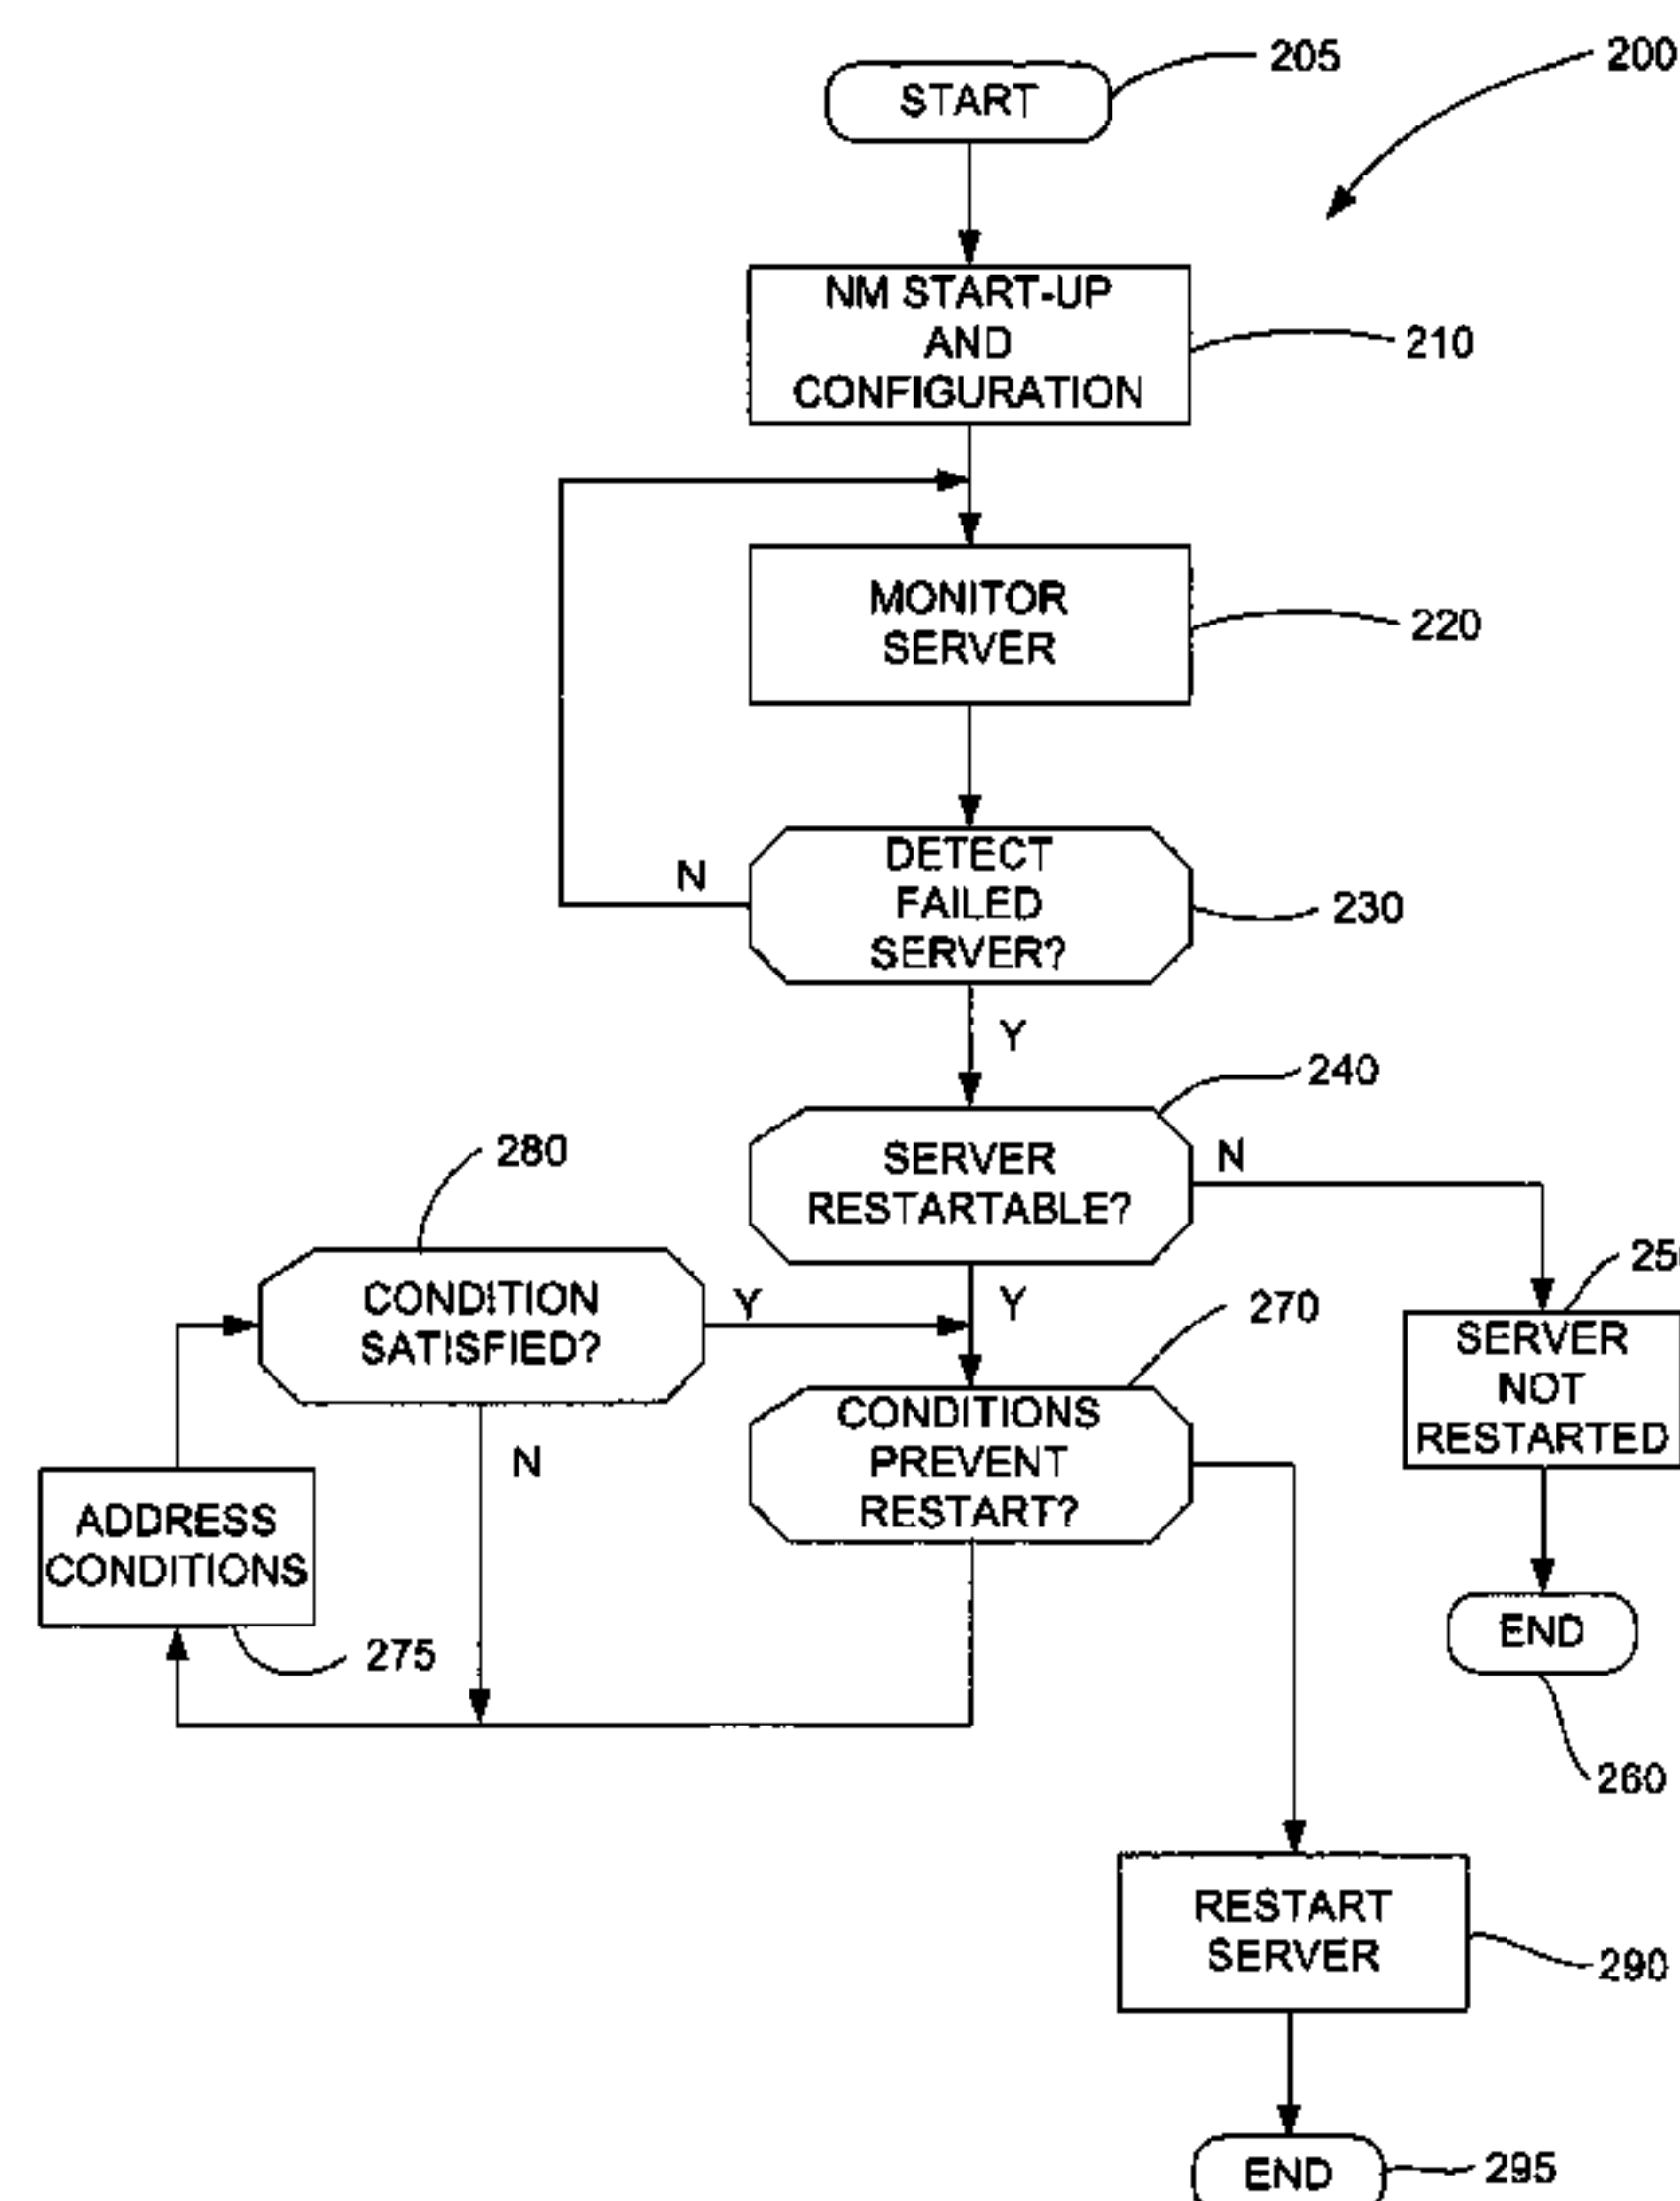 205
200
START
NM START-UP
AND
CONFIGURATION
210
MONITOR
SERVER
220
DETECT
FAILED
SERVER?
N
230
Y
240
280
SERVER
RESTARTABLE?
N
CONDITION
SATISFIED?
Y
Y
270
25
SERVER
NOT
RESTARTED
CONDITIONS
PREVENT
RESTART?
N
ADDRESS
CONDITIONS
275
END
260
RESTART
SERVER
290
END
295